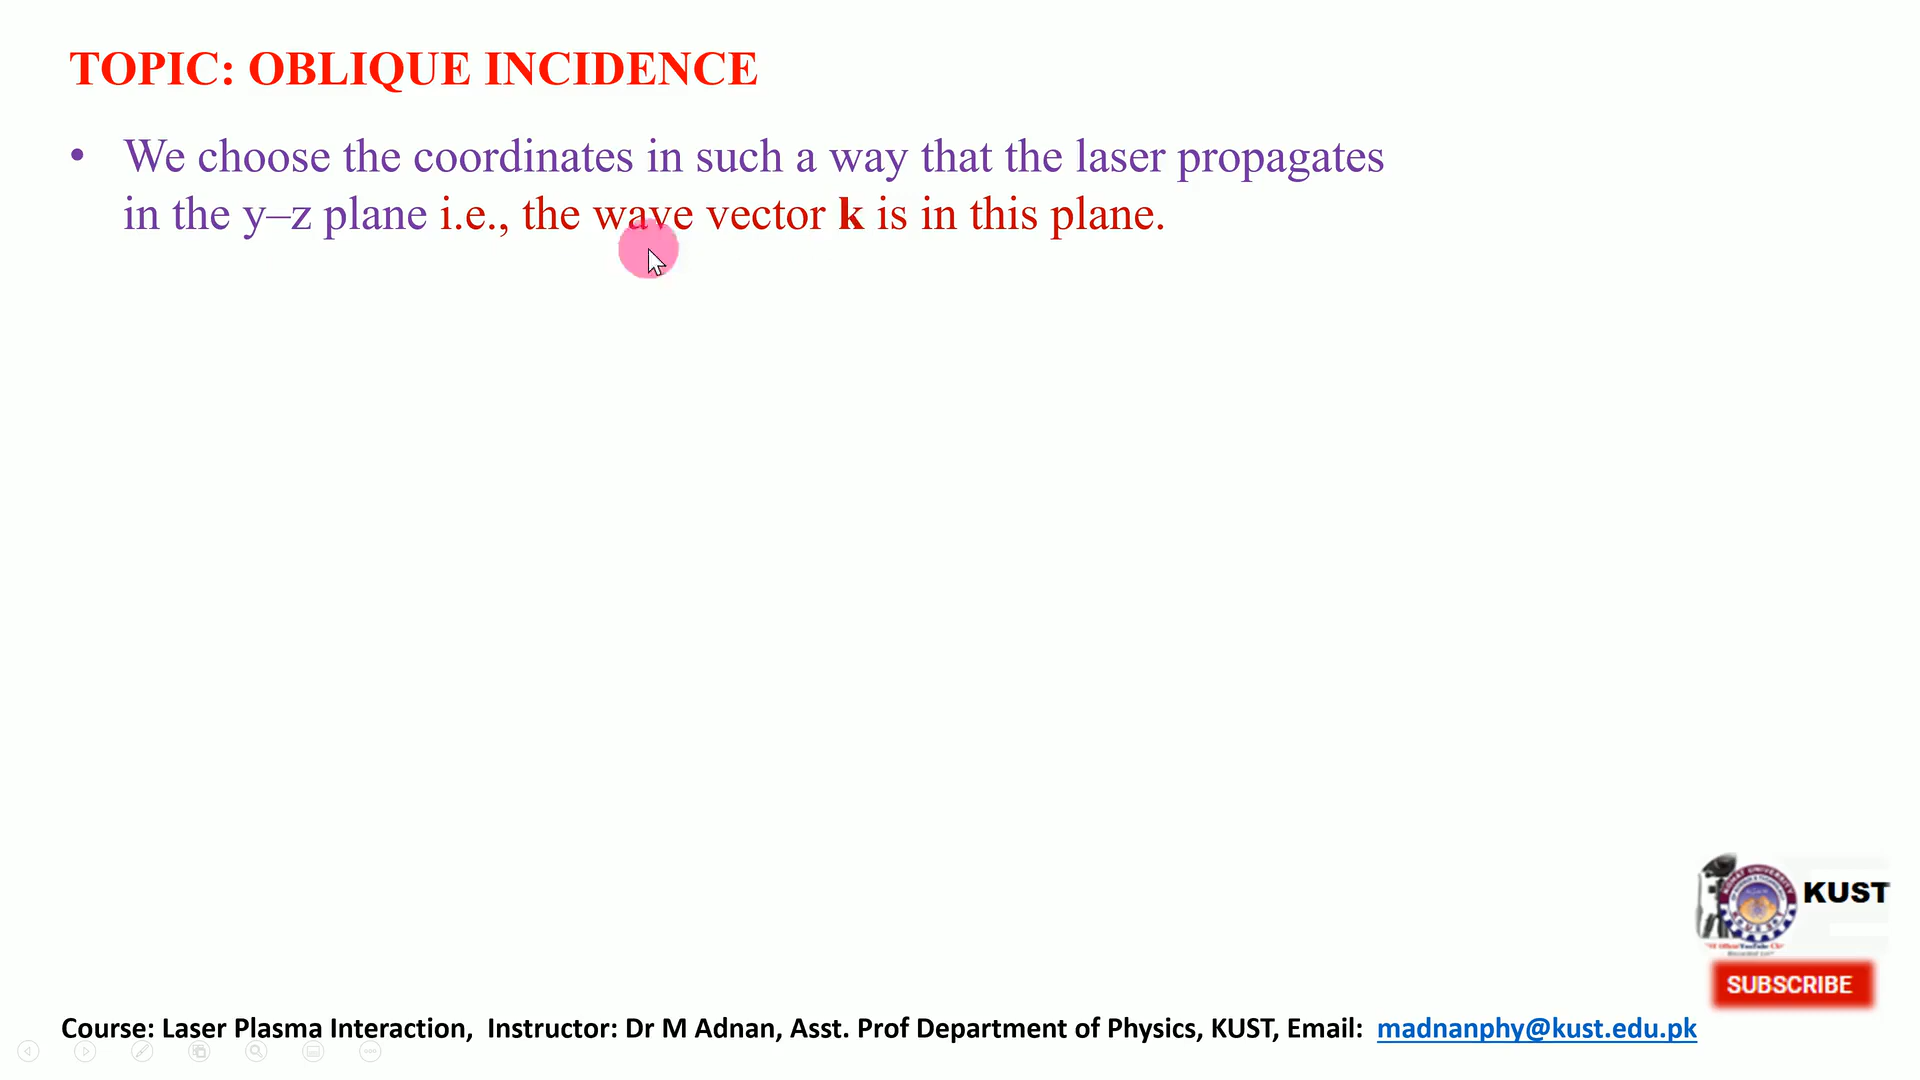 TOPIC: OBLIQUE INCIDENCE
• We choose the coordinates in such a way that the laser propagates
in the y–z plane i.e., the wave vector k is in this plane.
KUST
SUBSCRIBE
Course: Laser Plasma Interaction, Instructor: Dr M Adnan, Asst. Prof Department of Physics, KUST, Email: madnanphy@kust.edu.pk